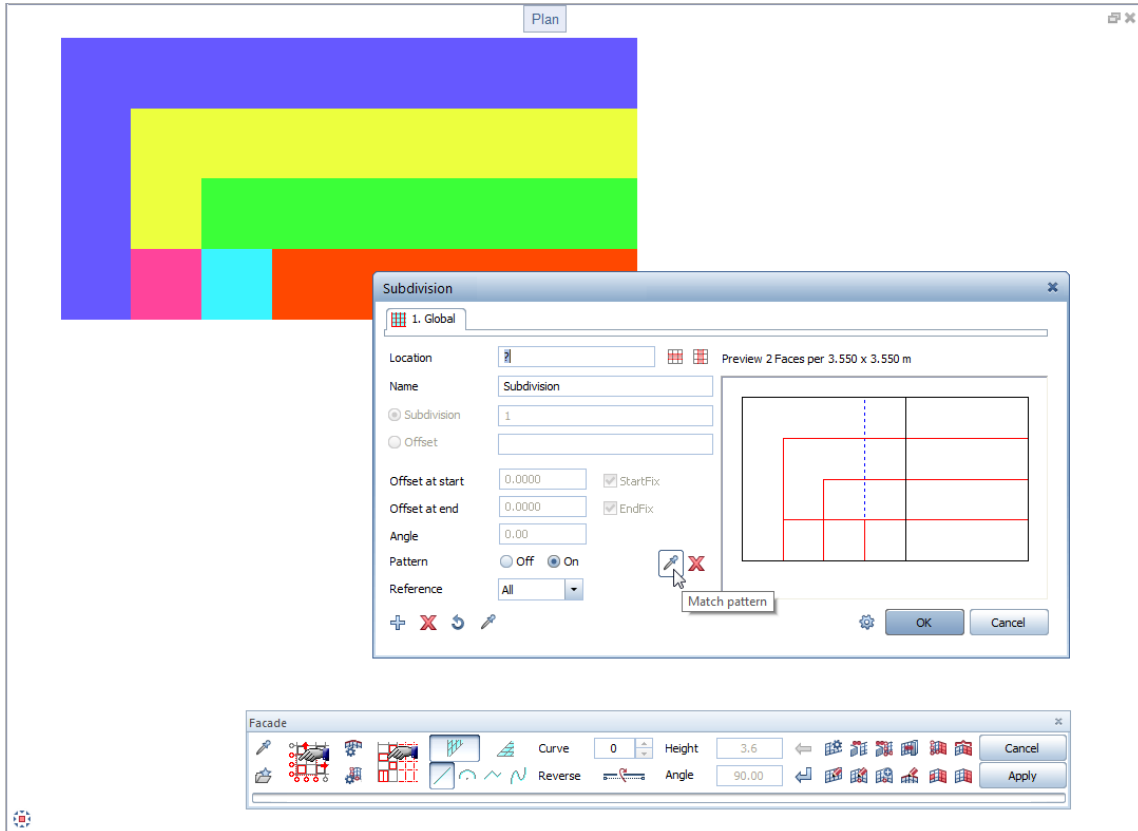 Plan
Subdivision
1. Global
Location ? Preview 2 Faces per 3.550 x 3.550 m
Name Subdivision
Subdivision 1
Offset
Offset at start 0.0000 StartFix
Offset at end 0.0000 EndFix
Angle 0.00
Pattern Off On
Reference All
Match pattern
OK Cancel
Facade
Curve 0 Height 3.6 Cancel
Reverse Angle 90.00 Apply